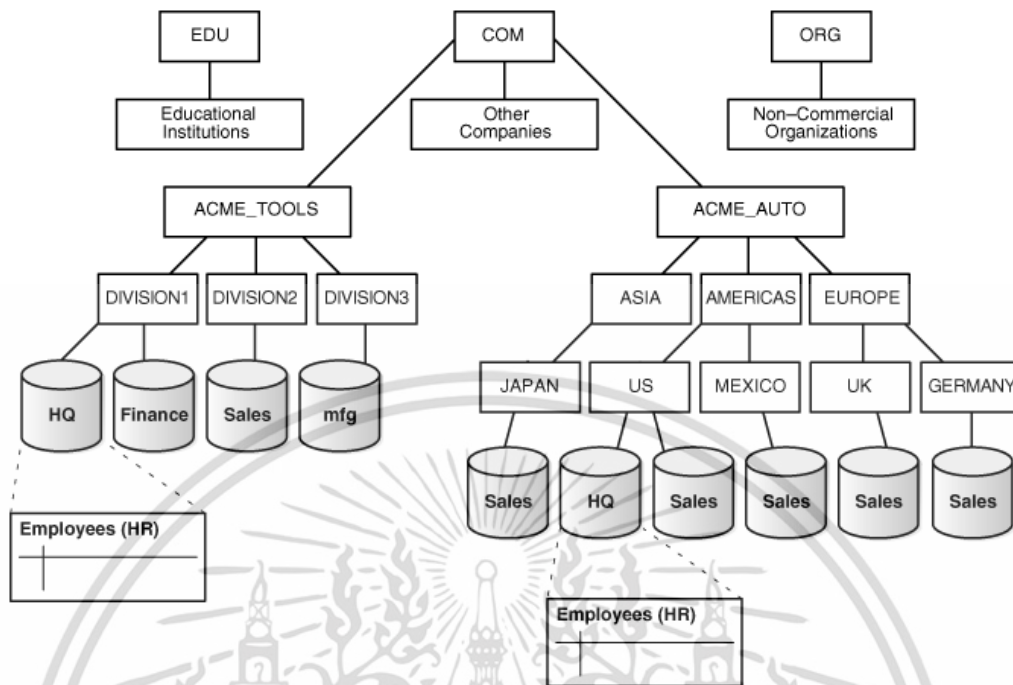 EDU
COM
ORG
Educational
Institutions
Other
Companies
Non–Commercial
Organizations
ACME_TOOLS
ACME_AUTO
DIVISION1
DIVISION2
DIVISION3
ASIA
AMERICAS
EUROPE
HQ
Finance
Sales
mfg
JAPAN
US
MEXICO
UK
GERMANY
Sales
HQ
Sales
Sales
Sales
Sales
Employees (HR)
Employees (HR)